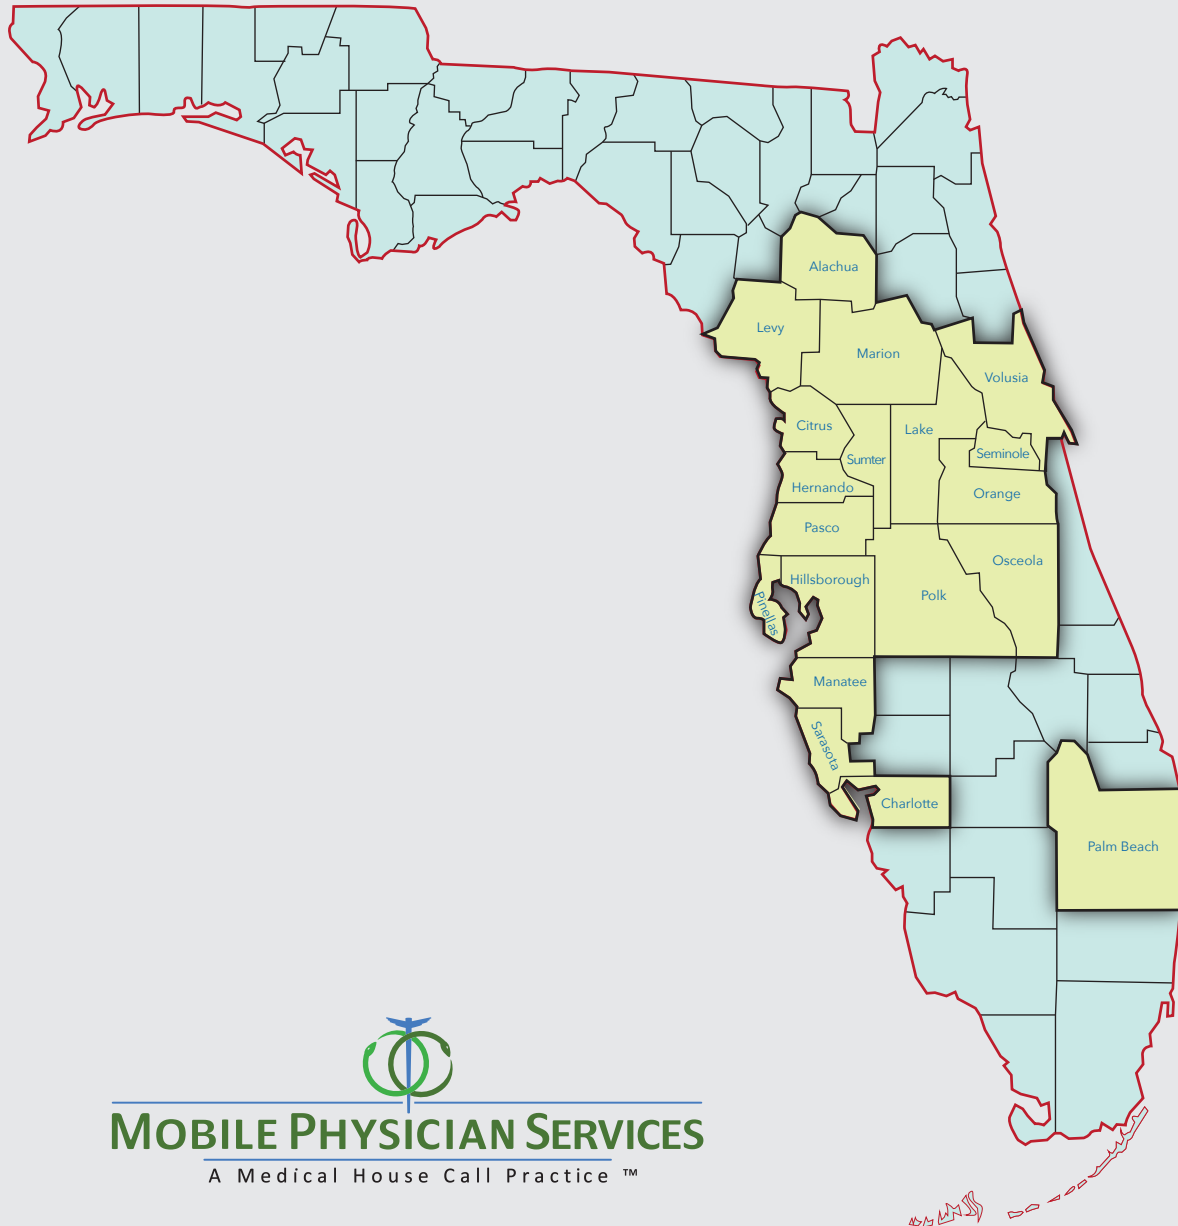 Alachua
Levy
Marion
Volusia
Citrus
Lake
Sumter
Seminole
Hernando
Orange
Pasco
Osceola
Hillsborough
Polk
Pinellas
Manatee
Sarasota
Charlotte
Palm Beach
MOBILE PHYSICIAN SERVICES
A Medical House Call Practice ™